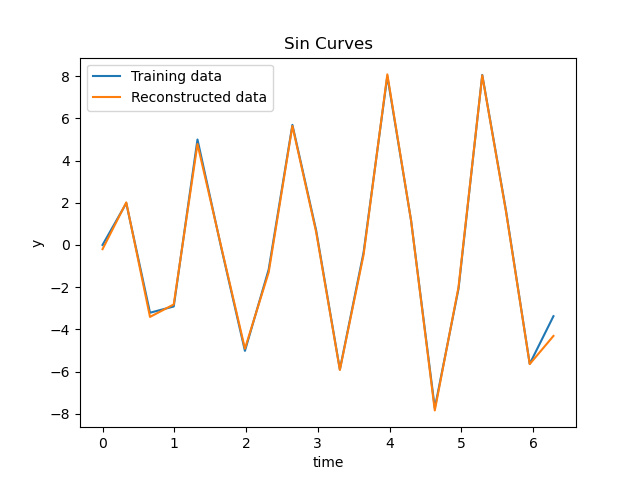 Sin Curves
Training data
Reconstructed data
8
6
4
2
0
−2
−4
−6
−8
y
0 1 2 3 4 5 6
time